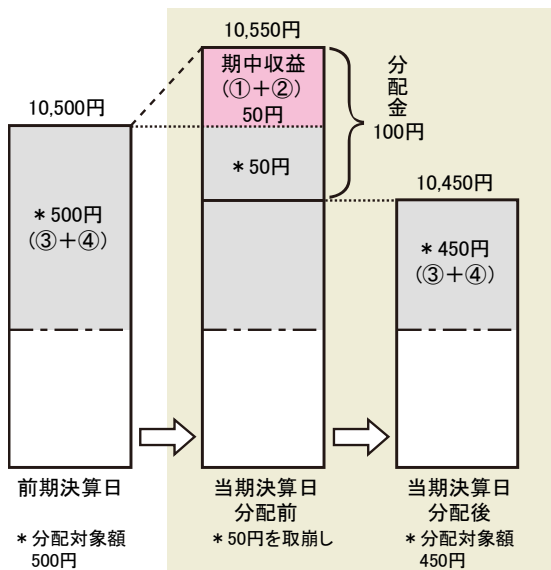 10,550円
期中収益
(①+②)
50円
分配金
100円
10,500円
*50円
10,450円
*500円
(③+④)
*450円
(③+④)
前期決算日
当期決算日
分配前
当期決算日
分配後
*分配対象額
500円
*50円を取崩し
*分配対象額
450円